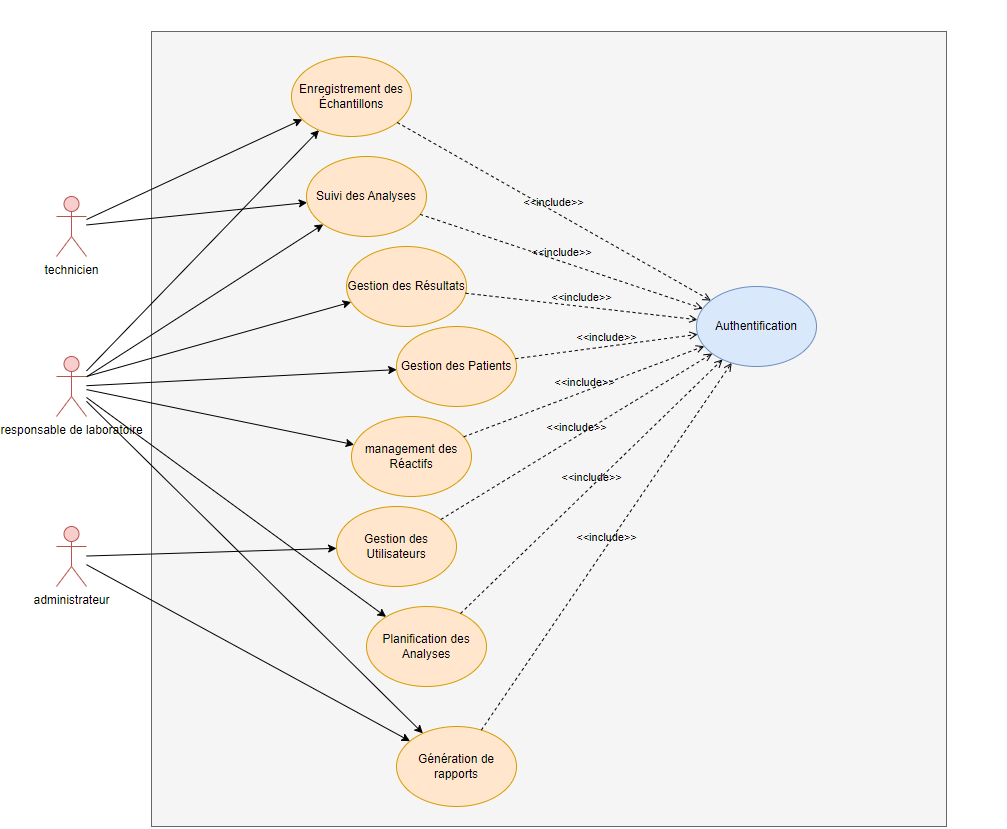 Enregistrement des
Échantillons
Suivi des Analyses
<<include>>
technicien
<<include>>
Gestion des Résultats
<<include>>
Authentification
<<include>>
Gestion des Patients
<<include>>
responsable de laboratoire
<<include>>
management des
Réactifs
<<include>>
Gestion des
Utilisateurs
<<include>>
administrateur
Planification des
Analyses
Génération de
rapports